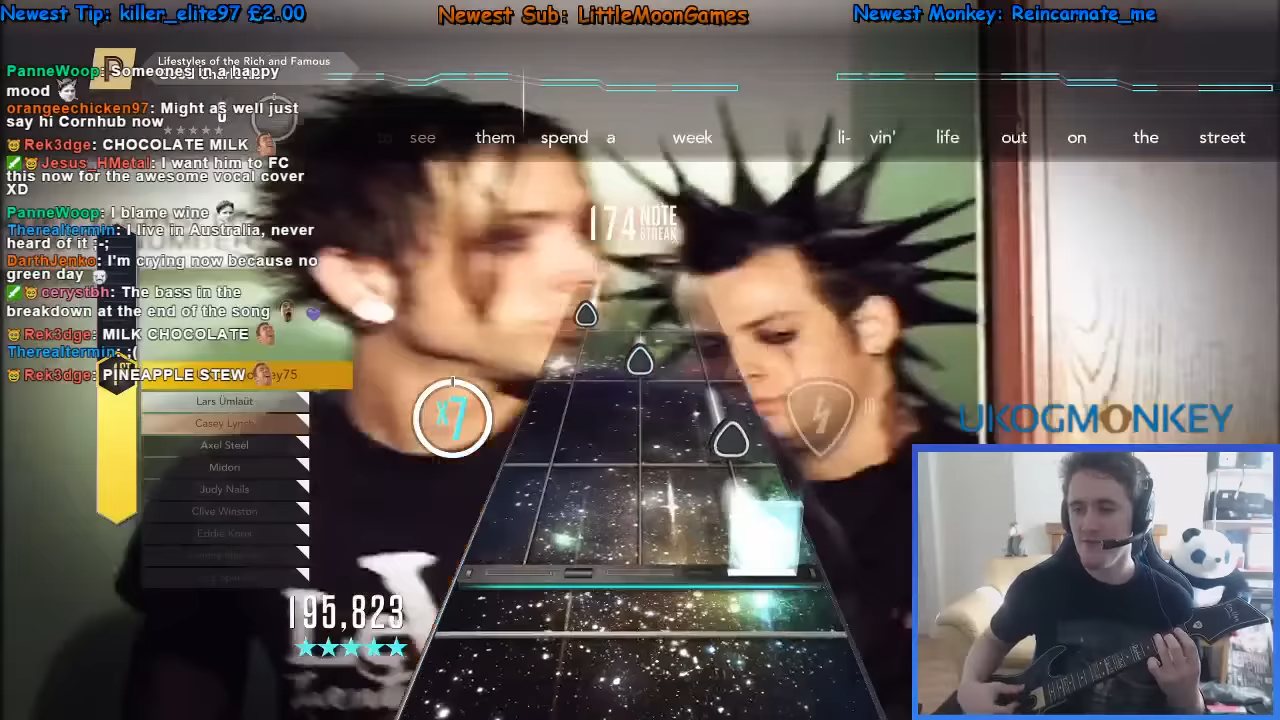 Newest Tip: killer_elite97 £2.00
Newest Sub: LittleMoonGames
Newest Monkey: Reincarnate_me
Lifestyles of the Rich and Famous
PanneWoop: Someones in a happy
mood
orangeechicken97: Might as well just
say hi Cornhub now
Rek3dge: CHOCOLATE MILK
Jesus_HMetal: I want him to FC
this now for the awesome vocal cover
XD
PanneWoop: I blame wine
Therealtermin: I live in Australia, never
heard of it ;-;
DarthJenko: I'm crying now because no
green day
cerystbh: The bass in the
breakdown at the end of the song
Rek3dge: MILK CHOCOLATE
Therealtermin: :(
Rek3dge: PINEAPPLE STEW
to see them spend a week
li- vin' life out on the street
174 NOTE
STREAK
1ST
Lars Ümlaüt
Casey Lynch
Axel Steel
Midori
Judy Nails
Clive Winston
Eddie Knox
x7
195,823
UKOGMONKEY